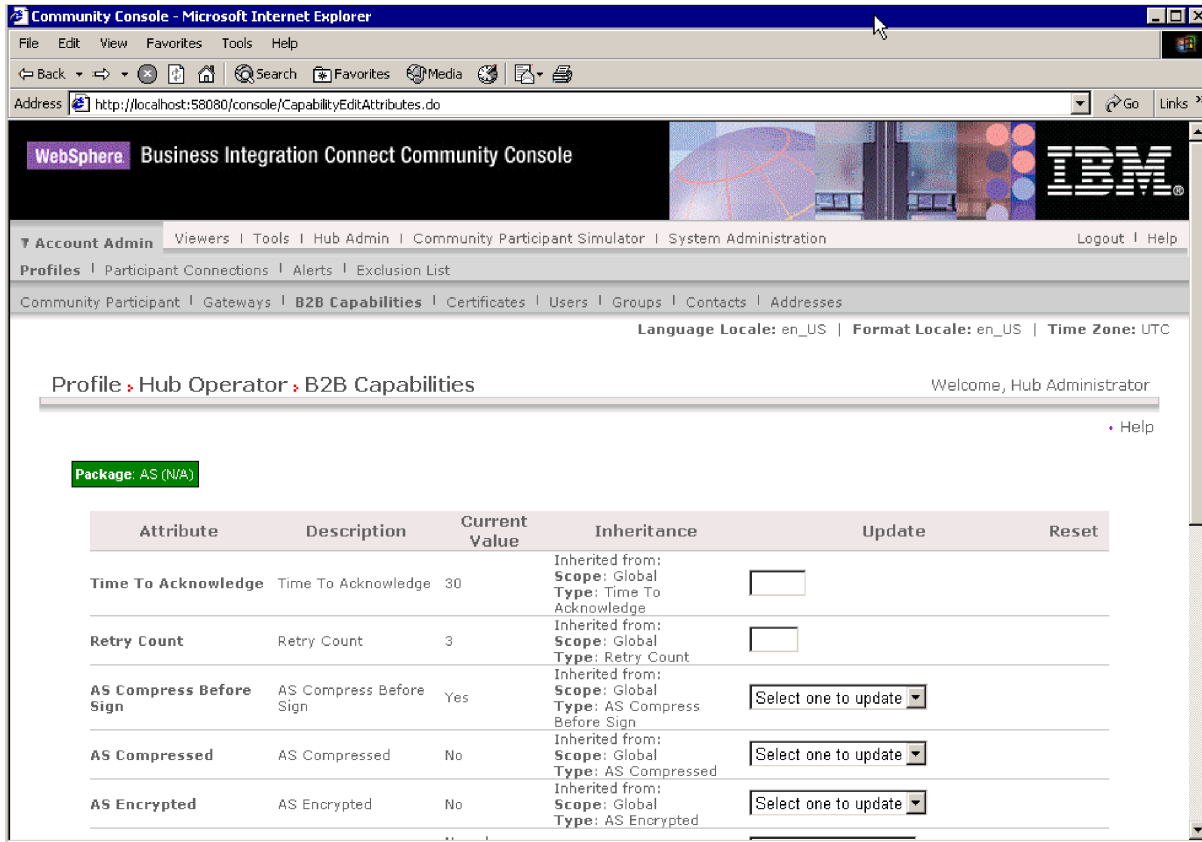 Community Console - Microsoft Internet Explorer
File Edit View Favorites Tools Help
Back Search Favorites Media
Address http://localhost:58080/console/CapabilityEditAttributes.do Go Links »
WebSphere. Business Integration Connect Community Console
IBM®
Account Admin Viewers | Tools | Hub Admin | Community Participant Simulator | System Administration Logout | Help
Profiles | Participant Connections | Alerts | Exclusion List
Community Participant | Gateways | B2B Capabilities | Certificates | Users | Groups | Contacts | Addresses
Language Locale: en_US | Format Locale: en_US | Time Zone: UTC
Profile › Hub Operator › B2B Capabilities Welcome, Hub Administrator
• Help
Package: AS (N/A)
Attribute Description Current Value Inheritance Update Reset
Time To Acknowledge Time To Acknowledge 30
Inherited from:
Scope: Global
Type: Time To
Acknowledge
Retry Count Retry Count 3
Inherited from:
Scope: Global
Type: Retry Count
AS Compress Before
Sign
AS Compress Before
Sign
Yes
Inherited from:
Scope: Global
Type: AS Compress
Before Sign
Select one to update
AS Compressed AS Compressed No
Inherited from:
Scope: Global
Type: AS Compressed
Select one to update
AS Encrypted AS Encrypted No
Inherited from:
Scope: Global
Type: AS Encrypted
Select one to update